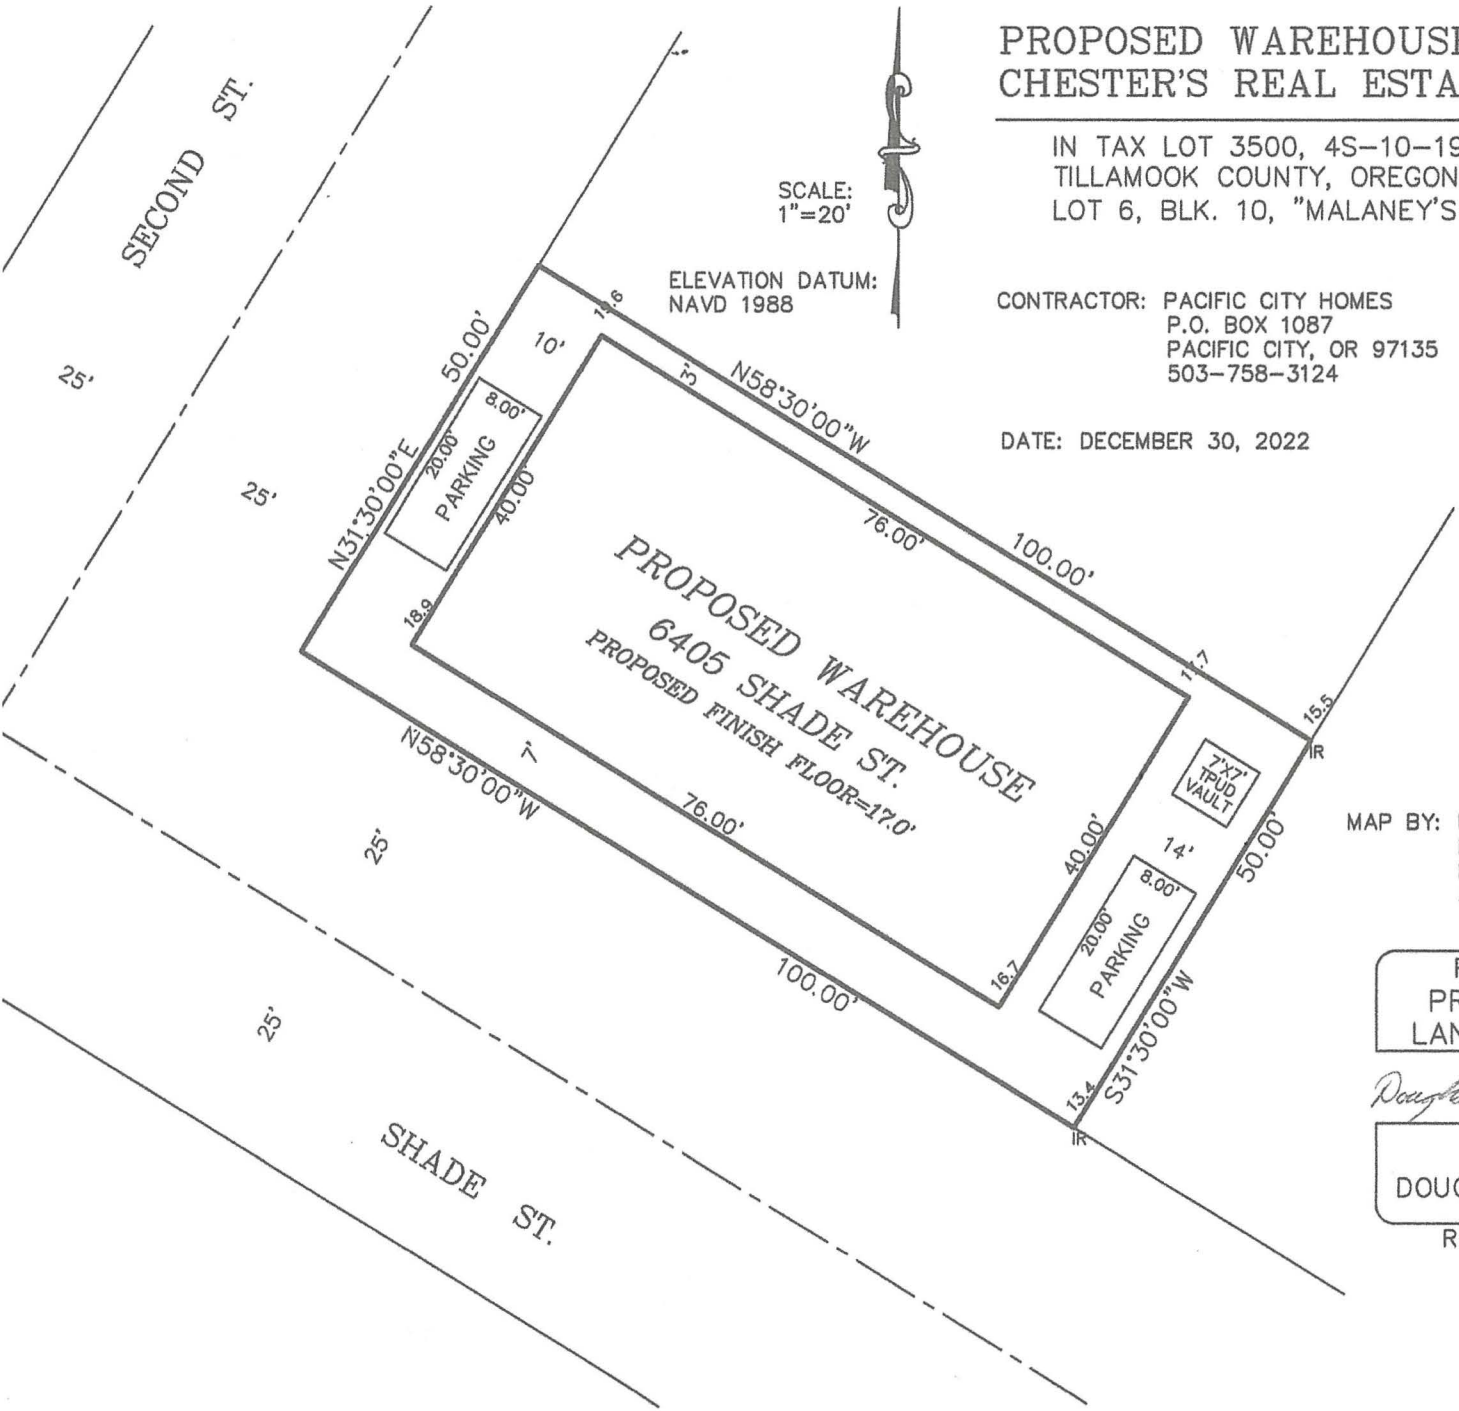 PROPOSED WAREHOUSE
CHESTER'S REAL ESTA
IN TAX LOT 3500, 4S-10-19
TILLAMOOK COUNTY, OREGON
LOT 6, BLK. 10, "MALANEY'S
SCALE:
1"=20'
ELEVATION DATUM:
NAVD 1988
CONTRACTOR: PACIFIC CITY HOMES
P.O. BOX 1087
PACIFIC CITY, OR 97135
503-758-3124
DATE: DECEMBER 30, 2022
SECOND ST.
25'
25'
50.00'
N31°30'00"E
10'
8.00'
20.00'
PARKING
40.00'
18.9
5'
N58°30'00"W
76.00'
100.00'
PROPOSED WAREHOUSE
6405 SHADE ST.
PROPOSED FINISH FLOOR=17.0'
17.7
15.5
IR
7'X7'
TPUD
VAULT
14'
40.00'
50.00'
8.00'
20.00'
PARKING
S31°30'00"W
16.7
13.4
IR
7'
76.00'
N58°30'00"W
100.00'
25'
25'
SHADE ST.
MAP BY:
PR
LAN
DOUG
R